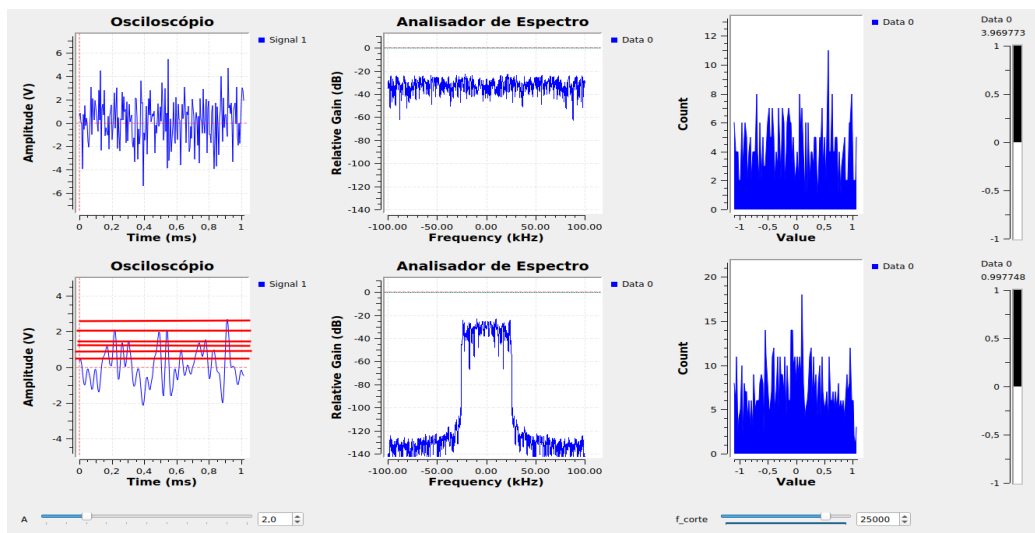 Osciloscópio
Signal 1
Amplitude (V)
6
4
2
0
-2
-4
-6
0 0,2 0,4 0,6 0,8 1
Time (ms)
Analisador de Espectro
Data 0
Relative Gain (dB)
0
-20
-40
-60
-80
-100
-120
-140
-100.00 -50.00 0.00 50.00 100.00
Frequency (kHz)
Data 0
Count
12
10
8
6
4
2
0
-1 -0,5 0 0,5 1
Value
Data 0
3.969773
1
0,5
0
-0,5
-1
Osciloscópio
Signal 1
Amplitude (V)
4
2
0
-2
-4
0 0,2 0,4 0,6 0,8 1
Time (ms)
Analisador de Espectro
Data 0
Relative Gain (dB)
0
-20
-40
-60
-80
-100
-120
-140
-100.00 -50.00 0.00 50.00 100.00
Frequency (kHz)
Data 0
Count
20
15
10
5
0
-1 -0,5 0 0,5 1
Value
Data 0
0.997748
1
0,5
0
-0,5
-1
A 2,0
f_corte 25000